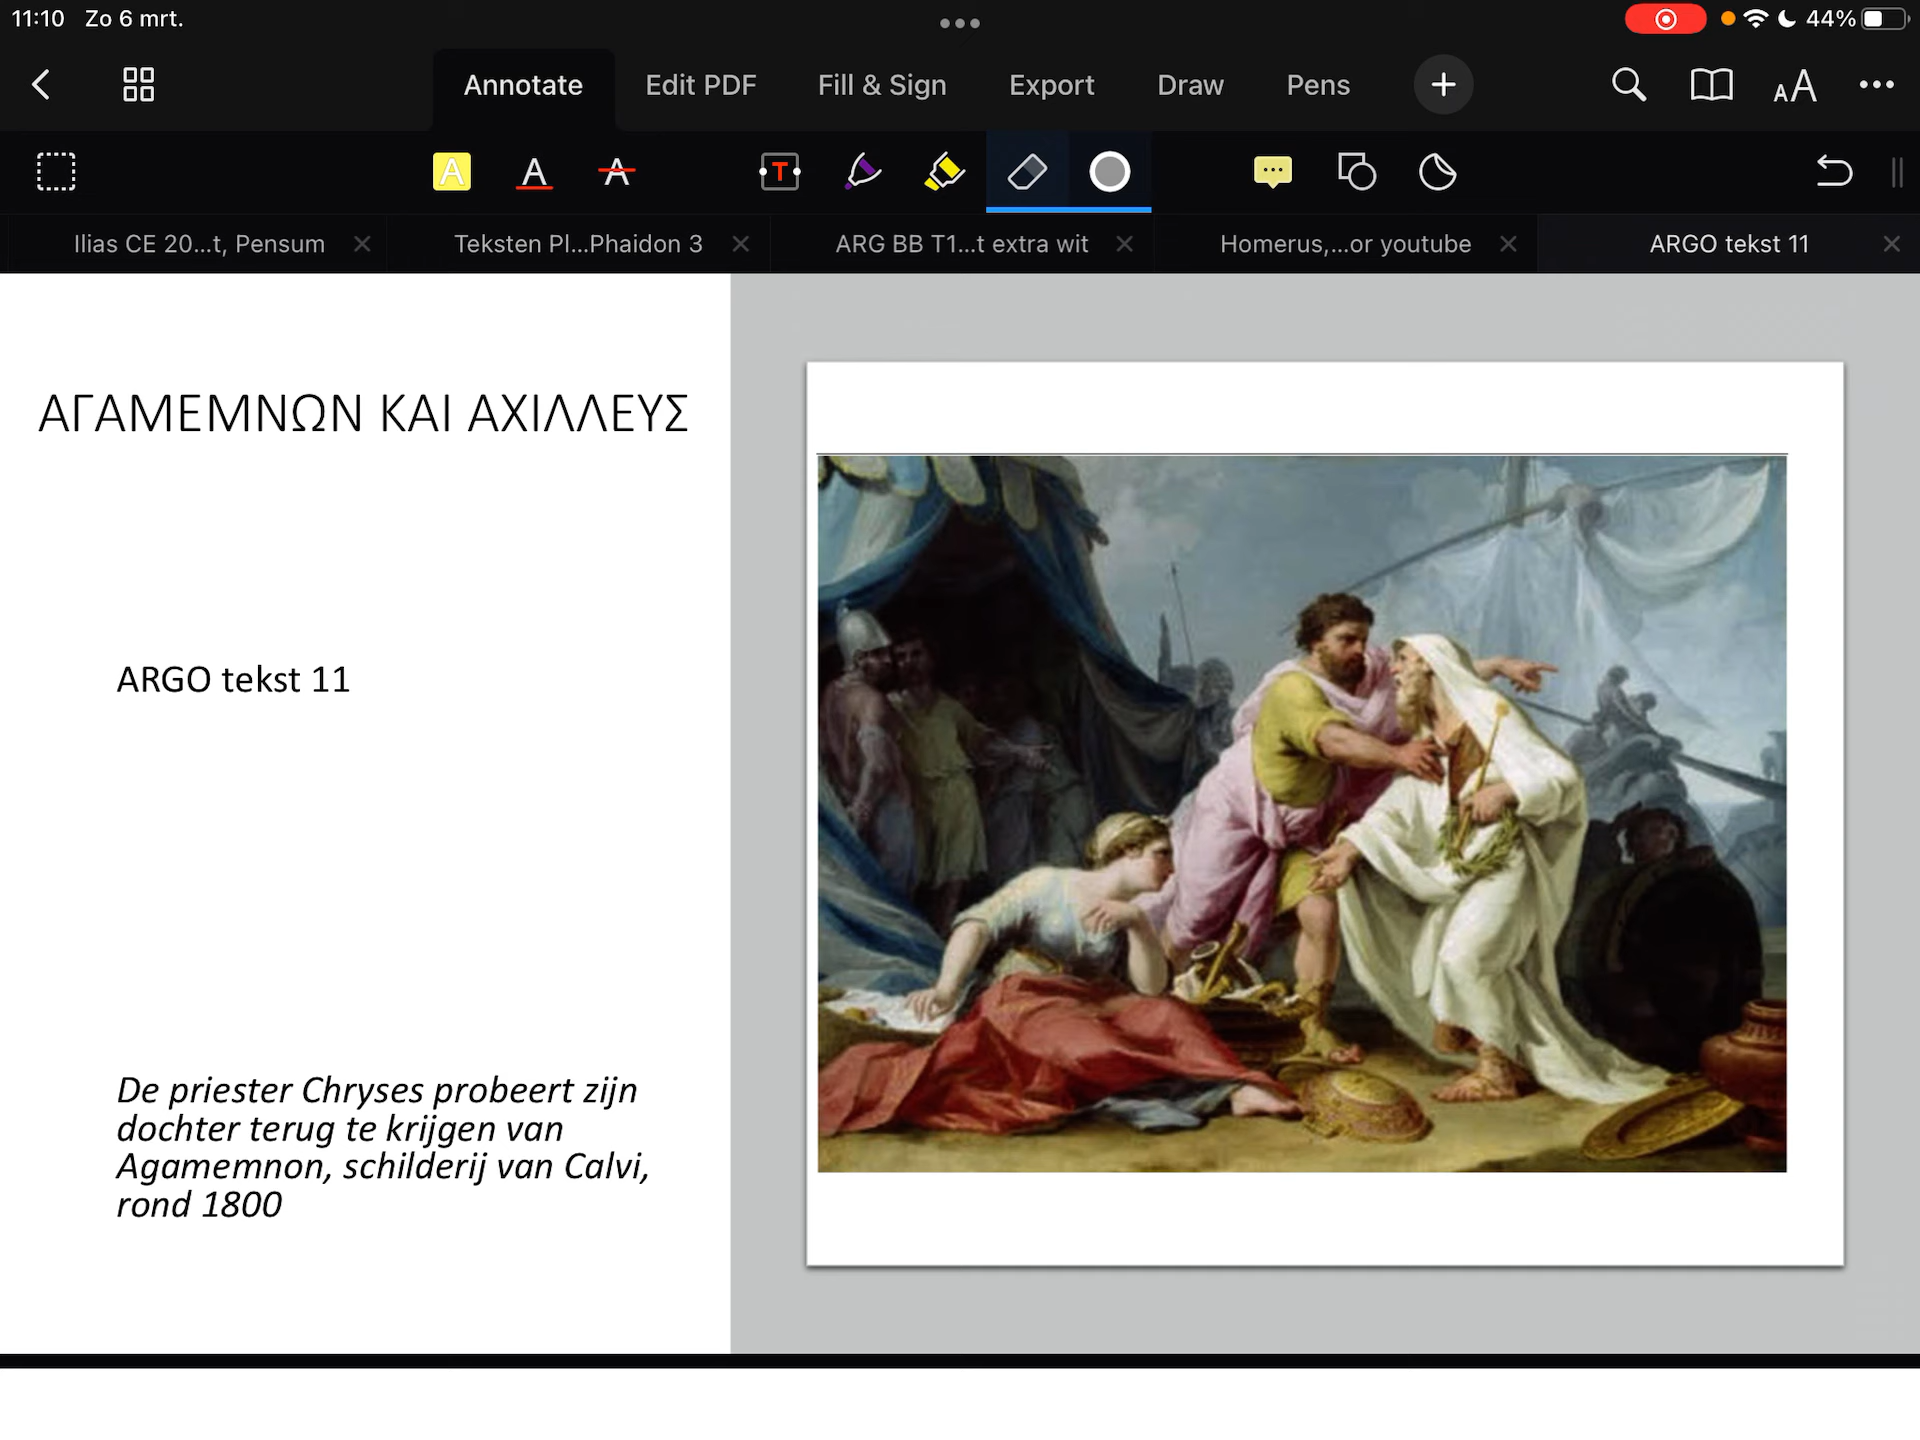 11:10 Zo 6 mrt.
44%
Annotate Edit PDF Fill & Sign Export Draw Pens
AA
A A A T
Ilias CE 20...t, Pensum
Teksten Pl...Phaidon 3
ARG BB T1...t extra wit
Homerus,...or youtube
ARGO tekst 11
ΑΓΑΜΕΜΝΩΝ ΚΑΙ ΑΧΙΛΛΕΥΣ
ARGO tekst 11
De priester Chryses probeert zijn
dochter terug te krijgen van
Agamemnon, schilderij van Calvi,
rond 1800